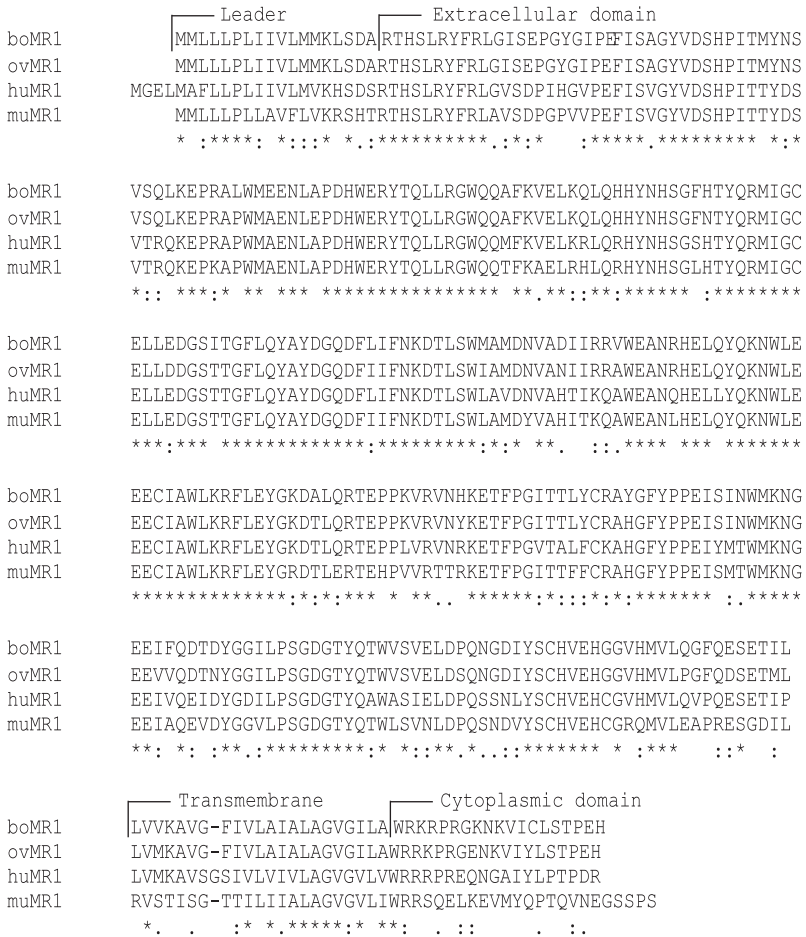 Leader Extracellular domain
boMR1 MMLLLPLIIVLMMKLSDARTHSLRYFRLGISEPGYGIPEFISAGYVDSHPITMYNS
ovMR1 MMLLLPLIIVLMMKLSDARTHSLRYFRLGISEPGYGIPEFISAGYVDSHPITMYNS
huMR1 MGELMAFLLPLIIVLMVKHSDSRTHSLRYFRLGVSDPIHGVPEFISVGYVDSHPITTYDS
muMR1 MMLLLPLLAVFLVKRSHTRTHSLRYFRLAVSDPGPVVPEFISVGYVDSHPITTYDS
* :****: *::: *.:**********.:*:* :*****.********** *:*
boMR1 VSQLKEPRALWMEENLAPDHWERYTQLLRGWQQAFKVELKQLQHHYNHSGFHTYQRMIGC
ovMR1 VSQLKEPRAPWMAENLEPDHWERYTQLLRGWQQAFKVELKQLQHHYNHSGFNTYQRMIGC
huMR1 VTRQKEPRAPWMAENLAPDHWERYTQLLRGWQQMFKVELKRLQRHYNHSGSHTYQRMIGC
muMR1 VTRQKEPKAPWMAENLAPDHWERYTQLLRGWQQTFKAELRHLQRHYNHSGLHTYQRMIGC
*:: ***:* ** *** **************** **.**::**:****** :********
boMR1 ELLEDGSITGFLQYAYDGQDFLIFNKDTLSWMAMDNVADIIRRVWEANRHELQYQKNWLE
ovMR1 ELLDDGSTTGFLQYAYDGQDFIIFNKDTLSWIAMDNVANIIRRAWEANRHELQYQKNWLE
huMR1 ELLEDGSTTGFLQYAYDGQDFLIFNKDTLSWLAVDNVAHTIKQAWEANQHELLYQKNWLE
muMR1 ELLEDGSTTGFLQYAYDGQDFIIFNKDTLSWLAMDYVAHITKQAWEANLHELQYQKNWLE
***:*** *************:*********:*:* **. ::.**** *** *******
boMR1 EECIAWLKRFLEYGKDALQRTEPPKVRVNHKETFPGITTLYCRAYGFYPPEISINWMKNG
ovMR1 EECIAWLKRFLEYGKDTLQRTEPPKVRVNYKETFPGITTLYCRAHGFYPPEISINWMKNG
huMR1 EECIAWLKRFLEYGKDTLQRTEPPLVRVNRKETFPGVTALFCKAHGFYPPEIYMTWMKNG
muMR1 EECIAWLKRFLEYGRDTLERTEHPVVRTTRKETFPGITTFFCRAHGFYPPEISMTWMKNG
**************:*:*:*** * **.. ******:*:::*:*:******* :.*****
boMR1 EEIFQDTDYGGILPSGDGTYQTWVSVELDPQNGDIYSCHVEHGGVHMVLQGFQESETIL
ovMR1 EEVVQDTNYGGILPSGDGTYQTWVSVELDSQNGDIYSCHVEHGGVHMVLPGFQDSETML
huMR1 EEIVQEIDYGDILPSGDGTYQAWASIELDPQSSNLYSCHVEHCGVHMVLQVPQESETIP
muMR1 EEIAQEVDYGGVLPSGDGTYQTWLSVNLDPQSNDVYSCHVEHCGRQMVLEAPRESGDIL
**: *: :**.:*********:* *::**.*..::******* * :*** ::* :
Transmembrane Cytoplasmic domain
boMR1 LVVKAVG-FIVLAIALAGVGILAWRKRPRGKNKVICLSTPEH
ovMR1 LVMKAVG-FIVLAIALAGVGILAWRRKPRGENKVIYLSTPEH
huMR1 LVMKAVSGSIVLVIVLAGVGVLVWRRRPREQNGAIYLPTPDR
muMR1 RVSTISG-TTILIIALAGVGVLIWRRSQELKEVMYQPTQVNEGSSPS
*. . :* *.*****:* **: . :: . :.